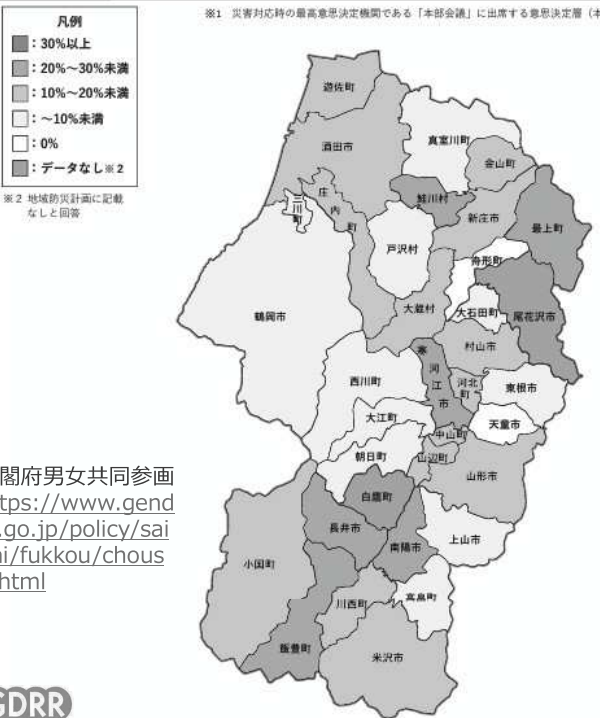 凡例
：30%以上
：20%～30%未満
：10%～20%未満
：～10%未満
：0%
：データなし※2
※2 地域防災計画に記載
なしと回答
※1 災害対応時の最高意思決定機関である「本部会議」に出席する意思決定層（本
遊佐町
酒田市
真室川町
金山町
庄内町
三川町
鮭川村
新庄市
最上町
戸沢村
舟形町
鶴岡市
大蔵村
大石田町
尾花沢市
村山市
寒河江市
西川町
河北町
東根市
大江町
天童市
中山町
朝日町
山辺町
山形市
白鷹町
長井市
南陽市
上山市
小国町
川西町
高畠町
飯豊町
米沢市
閣府男女共同参画
tps://www.gend
.go.jp/policy/sai
ai/fukkou/chous
.html
GDRR